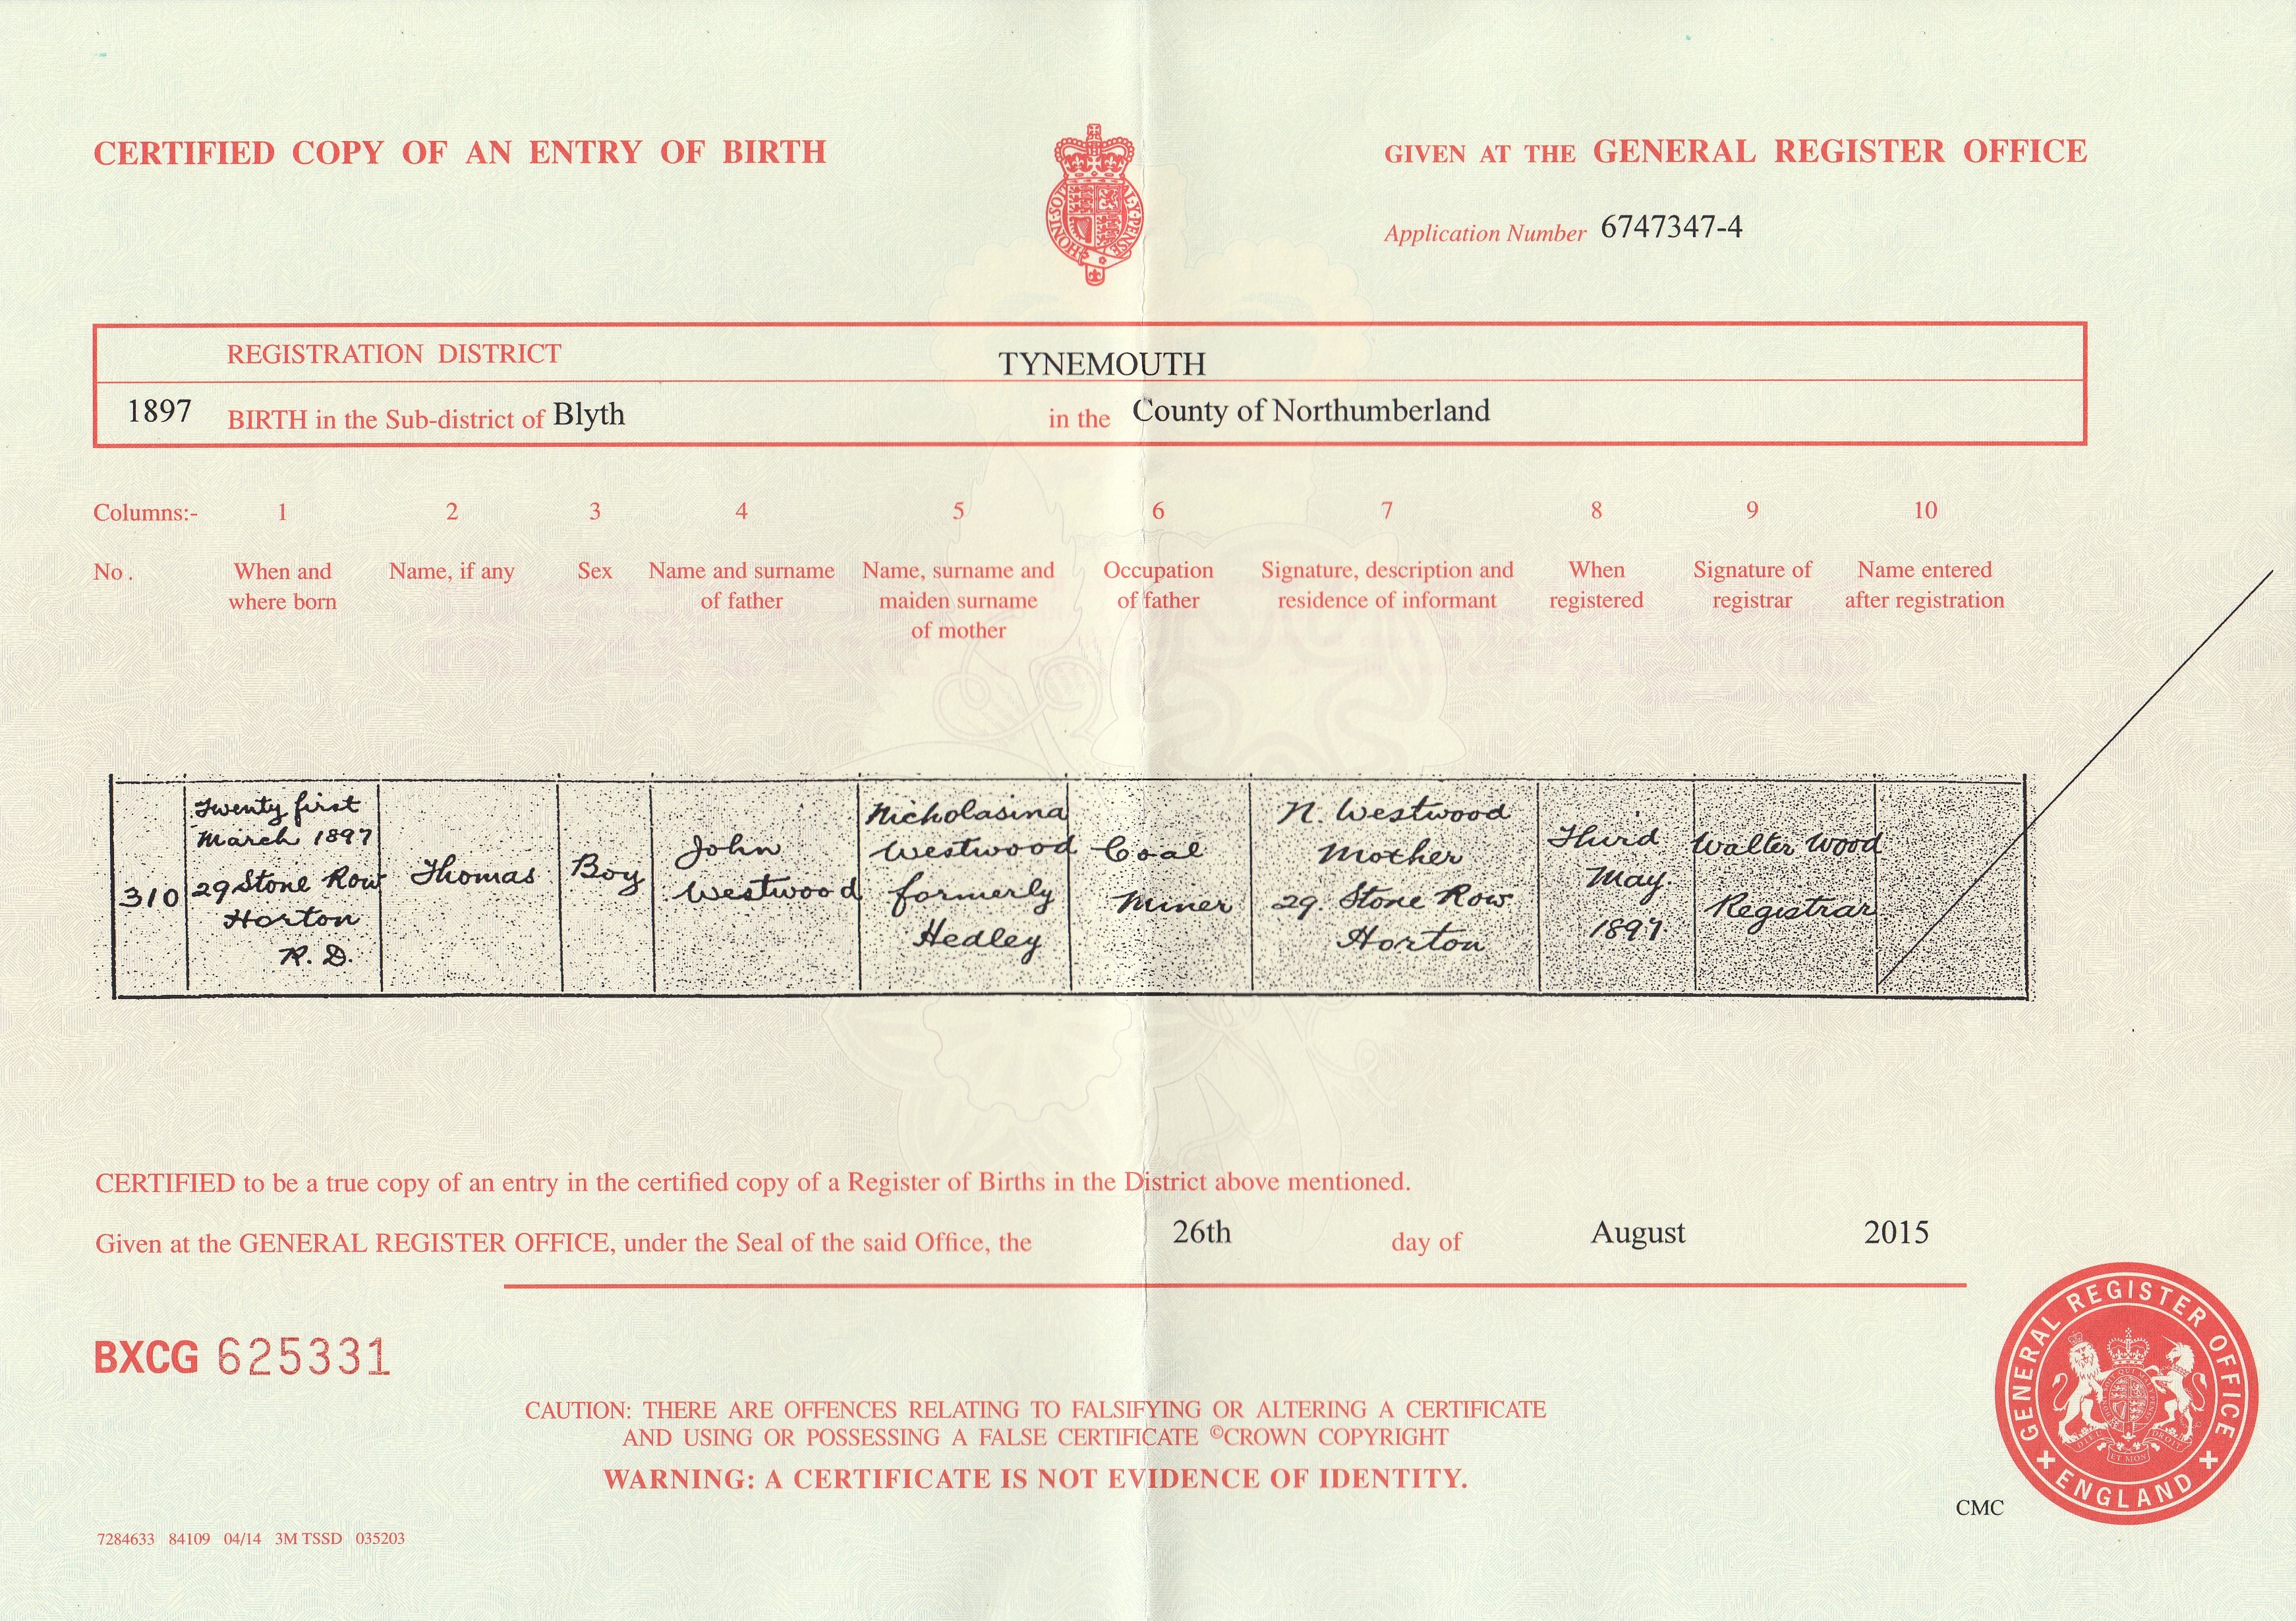 CERTIFIED COPY OF AN ENTRY OF BIRTH
GIVEN AT THE GENERAL REGISTER OFFICE
Application Number 6747347-4
REGISTRATION DISTRICT TYNEMOUTH
1897 BIRTH in the Sub-district of Blyth in the County of Northumberland
Columns:- 1 2 3 4 5 6 7 8 9 10
No. When and where born
Name, if any
Sex
Name and surname of father
Name, surname and maiden surname of mother
Occupation of father
Signature, description and residence of informant
When registered
Signature of registrar
Name entered after registration
310
Twenty first
March 1897
29 Stone Row
Horton
R. D.
Thomas
Boy
John
Westwood
Nicholasina
Westwood
formerly
Hedley
Coal
Miner
N. Westwood
Mother
29. Stone Row
Horton
Third
May.
1897
Walter Wood
Registrar
CERTIFIED to be a true copy of an entry in the certified copy of a Register of Births in the District above mentioned.
Given at the GENERAL REGISTER OFFICE, under the Seal of the said Office, the 26th day of August 2015
BXCG 625331
CAUTION: THERE ARE OFFENCES RELATING TO FALSIFYING OR ALTERING A CERTIFICATE
AND USING OR POSSESSING A FALSE CERTIFICATE ©CROWN COPYRIGHT
WARNING: A CERTIFICATE IS NOT EVIDENCE OF IDENTITY.
GENERAL REGISTER OFFICE
ENGLAND
CMC
7284633 84109 04/14 3M TSSD 035203